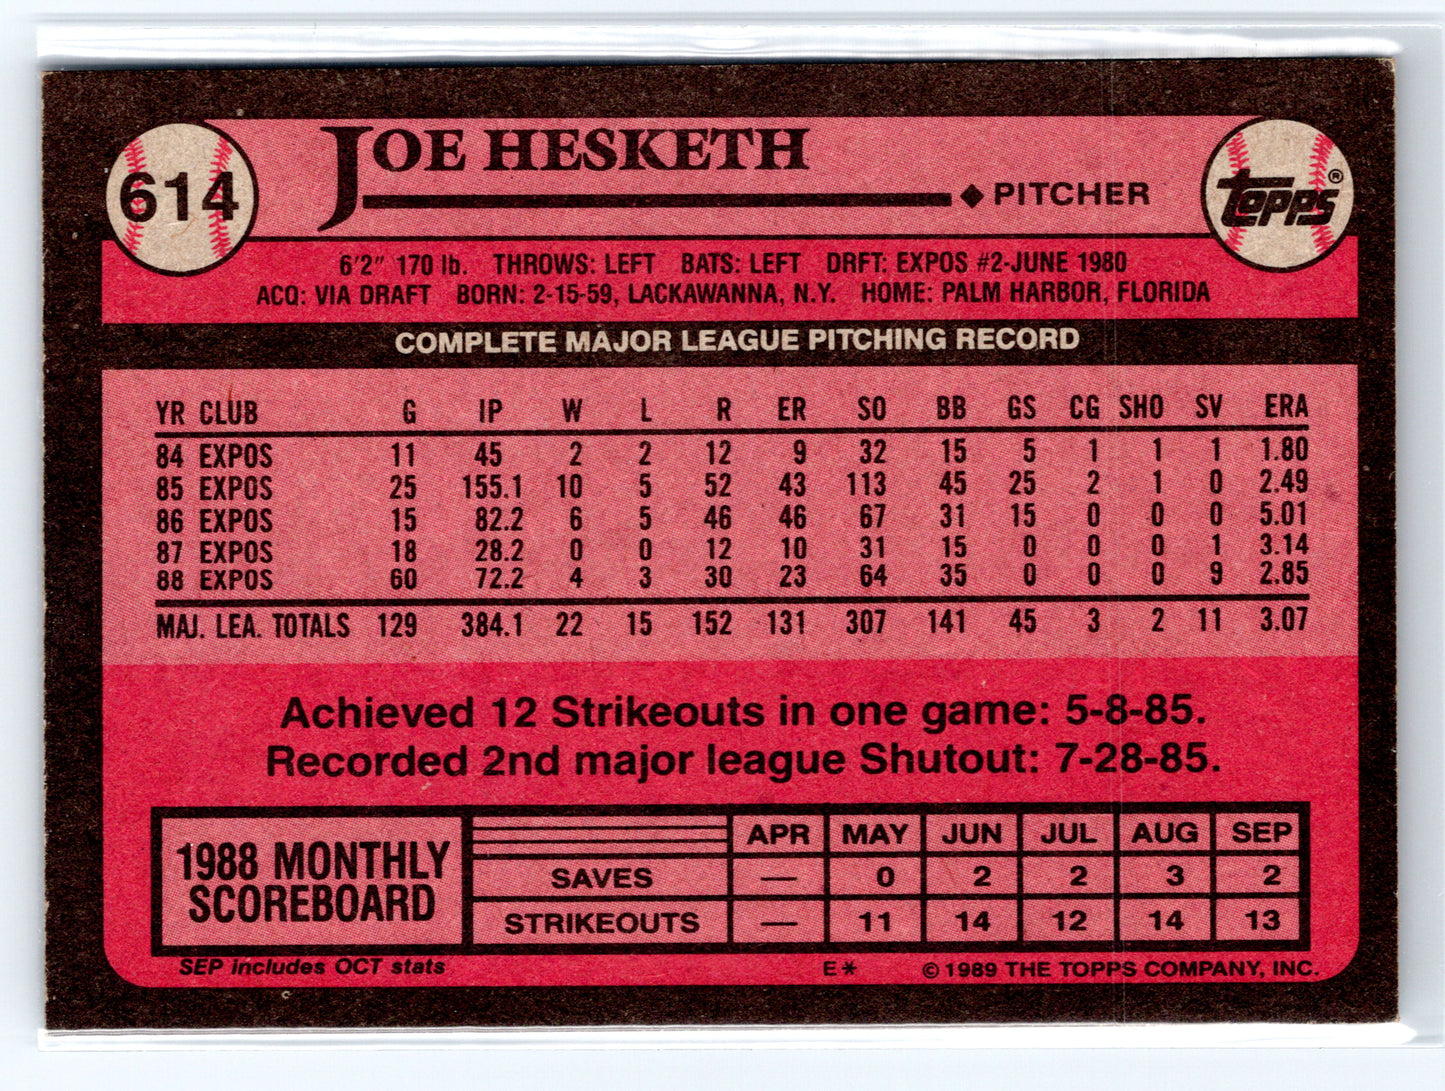 614
JOE HESKETH
◆ PITCHER
Topps®
6'2" 170 lb. THROWS: LEFT BATS: LEFT DRFT: EXPOS #2-JUNE 1980
ACQ: VIA DRAFT BORN: 2-15-59, LACKAWANNA, N.Y. HOME: PALM HARBOR, FLORIDA
COMPLETE MAJOR LEAGUE PITCHING RECORD
YR CLUB G IP W L R ER SO BB GS CG SHO SV ERA
84 EXPOS 11 45 2 2 12 9 32 15 5 1 1 1 1.80
85 EXPOS 25 155.1 10 5 52 43 113 45 25 2 1 0 2.49
86 EXPOS 15 82.2 6 5 46 46 67 31 15 0 0 0 5.01
87 EXPOS 18 28.2 0 0 12 10 31 15 0 0 0 1 3.14
88 EXPOS 60 72.2 4 3 30 23 64 35 0 0 0 9 2.85
MAJ. LEA. TOTALS 129 384.1 22 15 152 131 307 141 45 3 2 11 3.07
Achieved 12 Strikeouts in one game: 5-8-85.
Recorded 2nd major league Shutout: 7-28-85.
1988 MONTHLY
SCOREBOARD
APR MAY JUN JUL AUG SEP
SAVES — 0 2 2 3 2
STRIKEOUTS — 11 14 12 14 13
SEP includes OCT stats
E* © 1989 THE TOPPS COMPANY, INC.